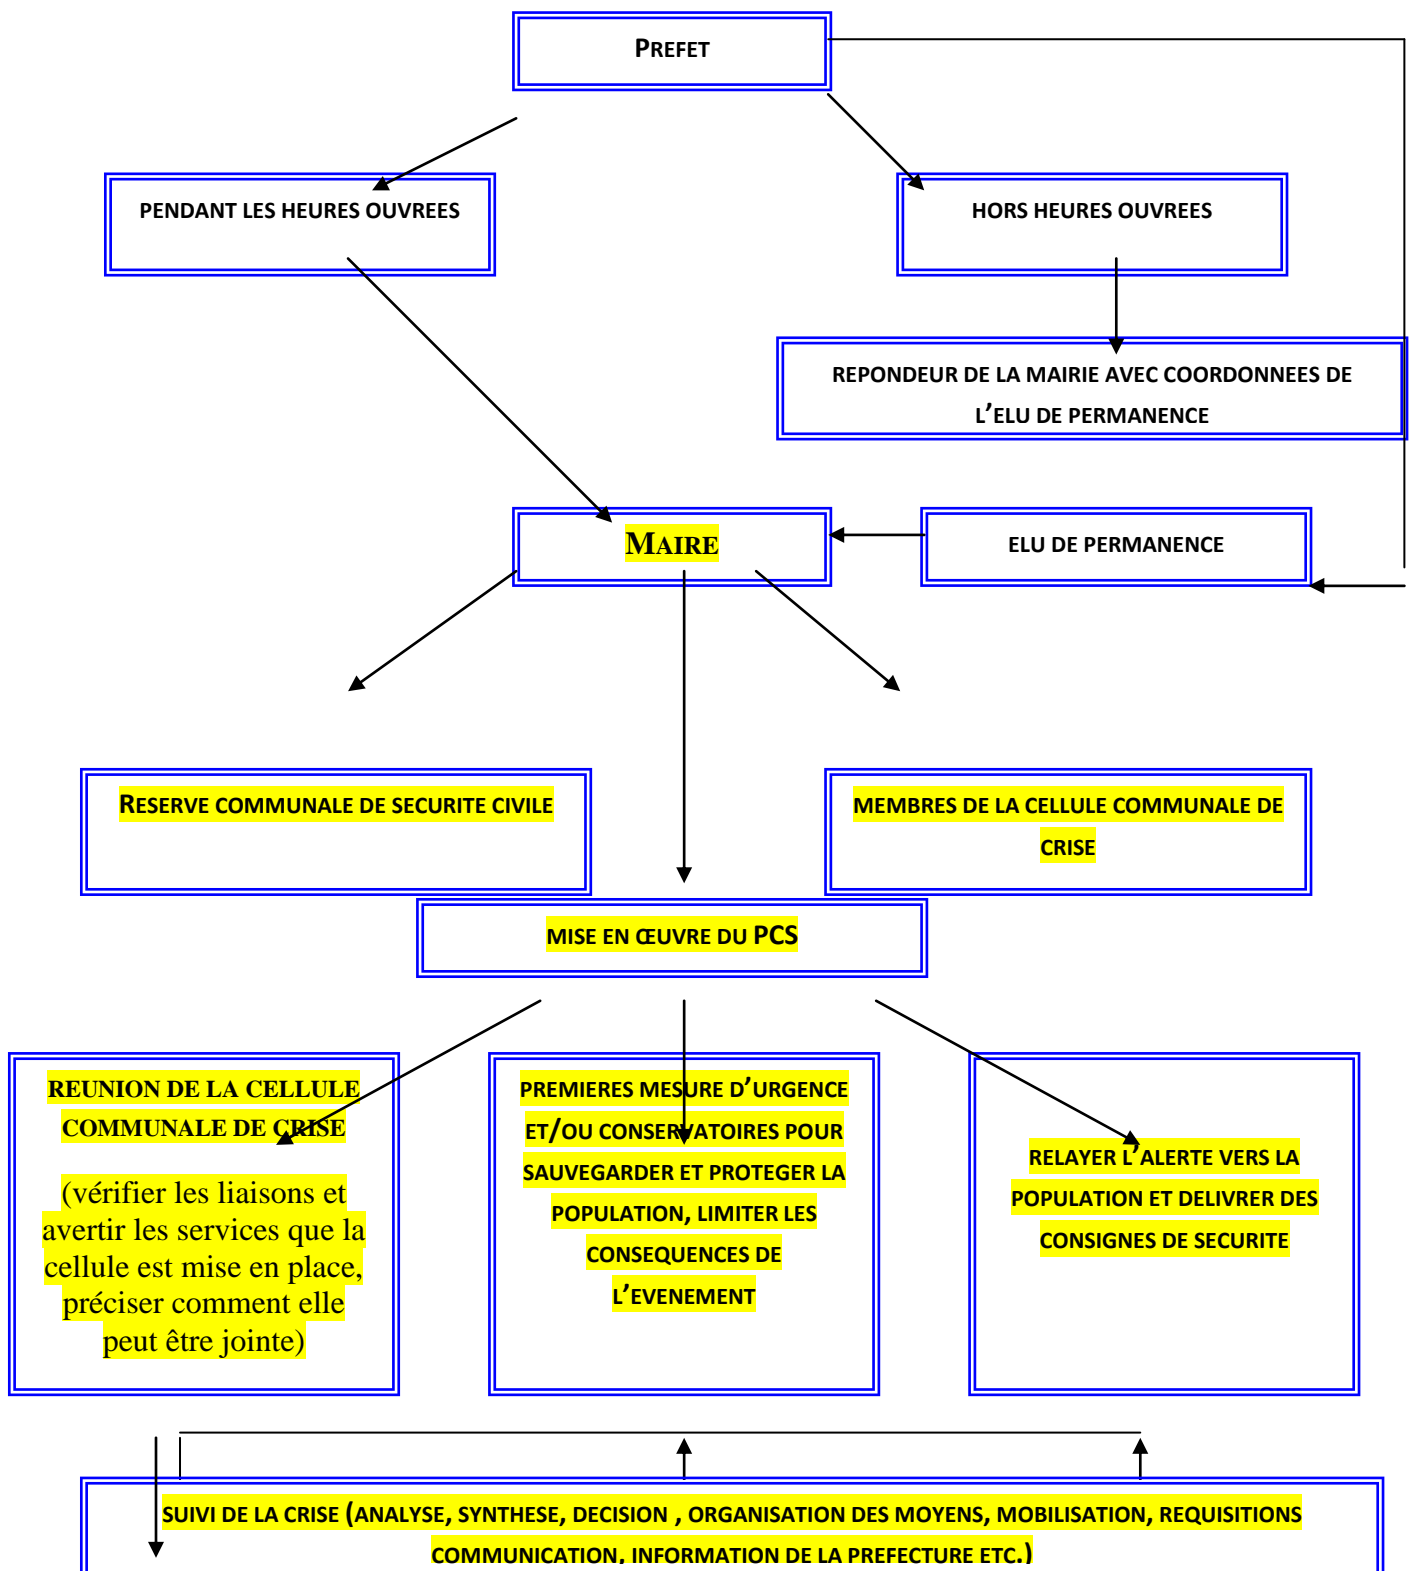 PREFET
PENDANT LES HEURES OUVREES
HORS HEURES OUVREES
REPONDEUR DE LA MAIRIE AVEC COORDONNEES DE
L'ELU DE PERMANENCE
MAIRE
ELU DE PERMANENCE
RESERVE COMMUNALE DE SECURITE CIVILE
MEMBRES DE LA CELLULE COMMUNALE DE
CRISE
MISE EN ŒUVRE DU PCS
REUNION DE LA CELLULE
COMMUNALE DE CRISE
(vérifier les liaisons et
avertir les services que la
cellule est mise en place,
préciser comment elle
peut être jointe)
PREMIERES MESURE D'URGENCE
ET/OU CONSERVATOIRES POUR
SAUVEGARDER ET PROTEGER LA
POPULATION, LIMITER LES
CONSEQUENCES DE
L'EVENEMENT
RELAYER L'ALERTE VERS LA
POPULATION ET DELIVRER DES
CONSIGNES DE SECURITE
SUIVI DE LA CRISE (ANALYSE, SYNTHESE, DECISION , ORGANISATION DES MOYENS, MOBILISATION, REQUISITIONS
COMMUNICATION, INFORMATION DE LA PREFECTURE ETC.)